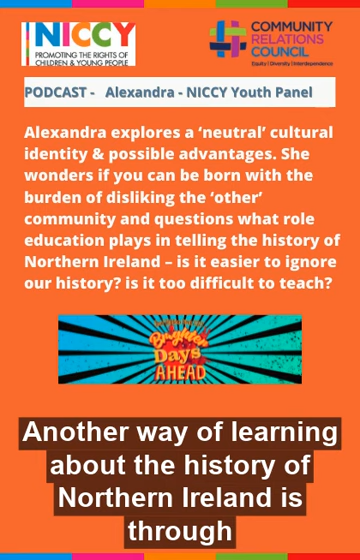 NICCY
PROMOTING THE RIGHTS OF
CHILDREN & YOUNG PEOPLE
COMMUNITY
RELATIONS
COUNCIL
Equity | Diversity | Interdependence
PODCAST - Alexandra - NICCY Youth Panel
Alexandra explores a ‘neutral’ cultural
identity & possible advantages. She
wonders if you can be born with the
burden of disliking the ‘other’
community and questions what role
education plays in telling the history of
Northern Ireland – is it easier to ignore
our history? is it too difficult to teach?
Brighter
Days
AHEAD
Another way of learning
about the history of
Northern Ireland is
through